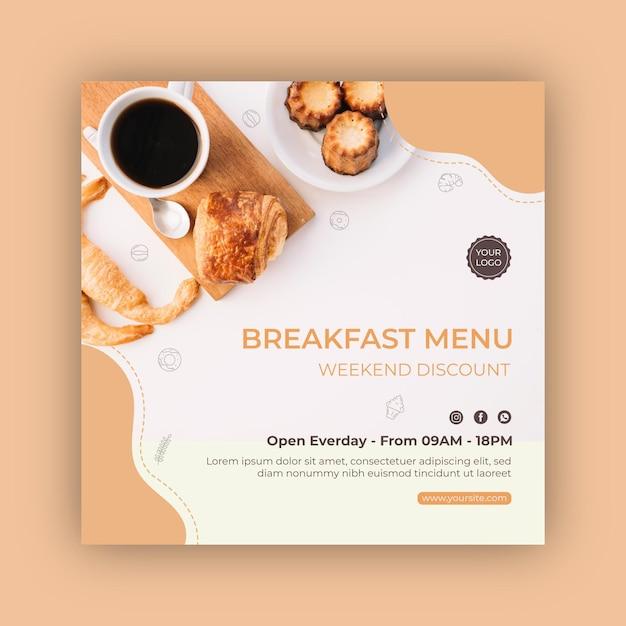 YOUR
LOGO
BREAKFAST MENU
WEEKEND DISCOUNT
Open Everday - From 09AM - 18PM
Lorem ipsum dolor sit amet, consectetur adipiscing elit, sed
diam nonummy nibh euismod tincidunt ut laoreet
www.yoursite.com